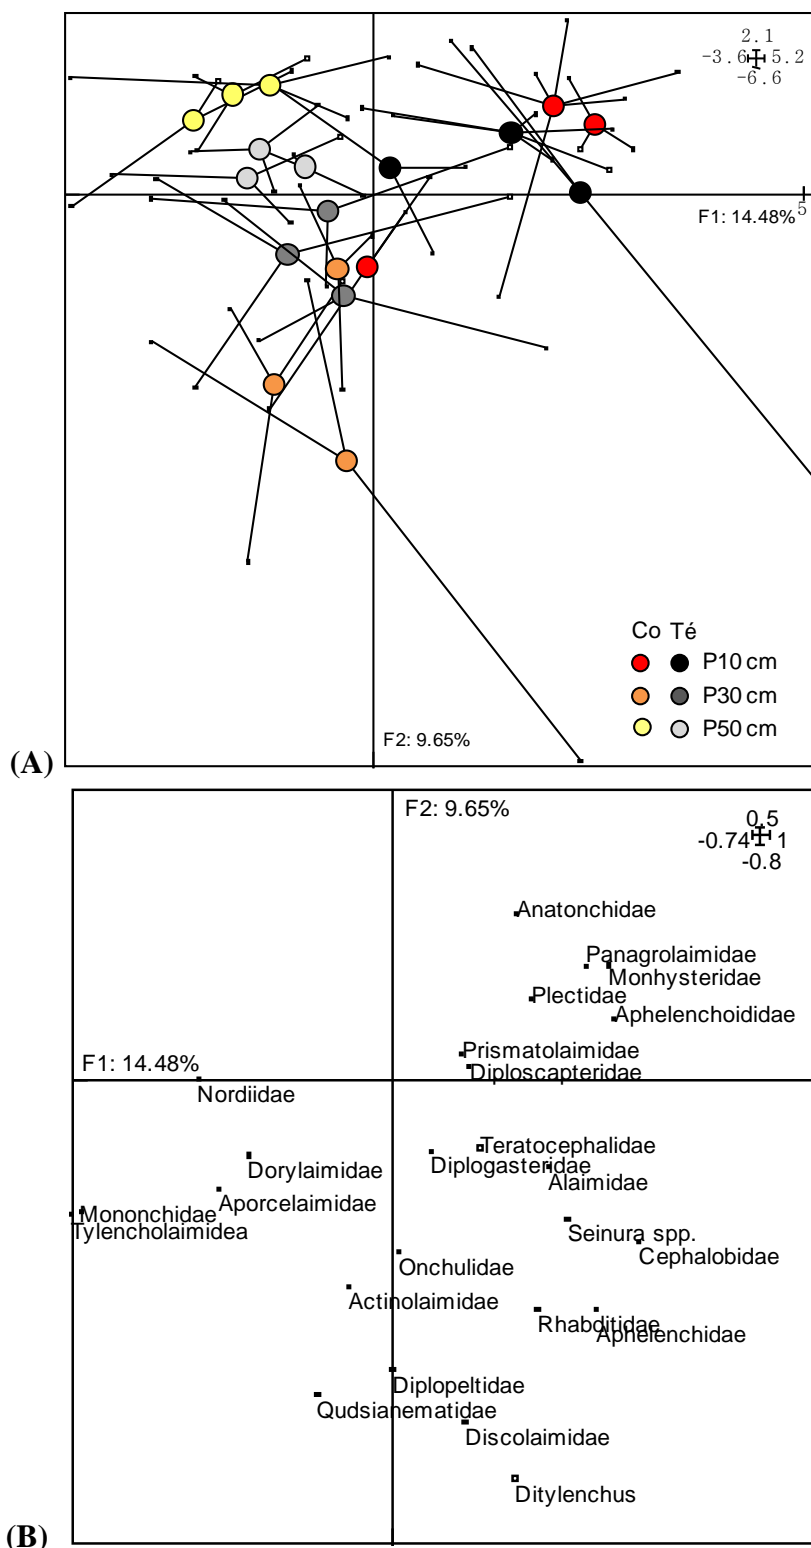 2.1
-3.6 5.2
-6.6
F1: 14.48% 5
Co Té
P10 cm
P30 cm
P50 cm
F2: 9.65%
(A)
F2: 9.65%
0.5
-0.74 1
-0.8
Anatonchidae
Panagrolaimidae
Monhysteridae
Plectidae
Aphelenchoididae
Prismatolaimidae
F1: 14.48%
Diploscapteridae
Nordiidae
Teratocephalidae
Dorylaimidae
Diplogasteridae
Alaimidae
Aporcelaimidae
Mononchidae
Tylencholaimidea
Seinura spp.
Cephalobidae
Onchulidae
Actinolaimidae
Rhabditidae
Aphelenchidae
Diplopeltidae
Qudsianematidae
Discolaimidae
Ditylenchus
(B)